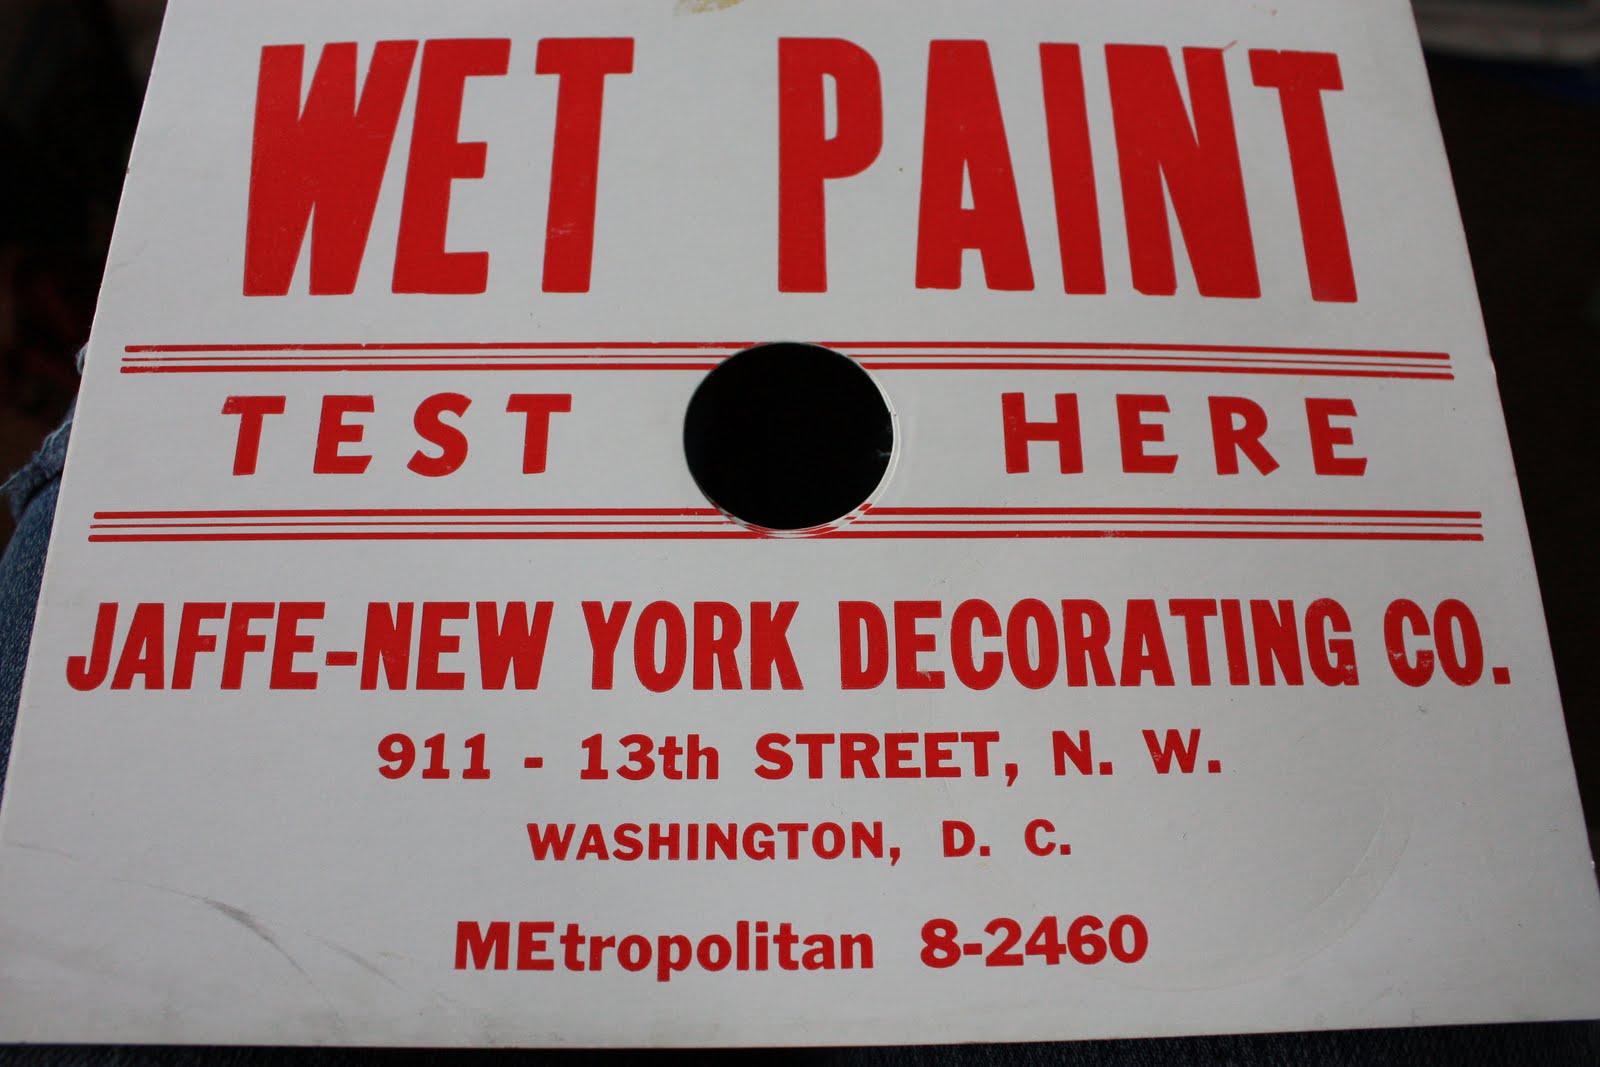 WET PAINT
TEST HERE
JAFFE-NEW YORK DECORATING CO.
911 - 13th STREET, N. W.
WASHINGTON, D. C.
MEtropolitan 8-2460